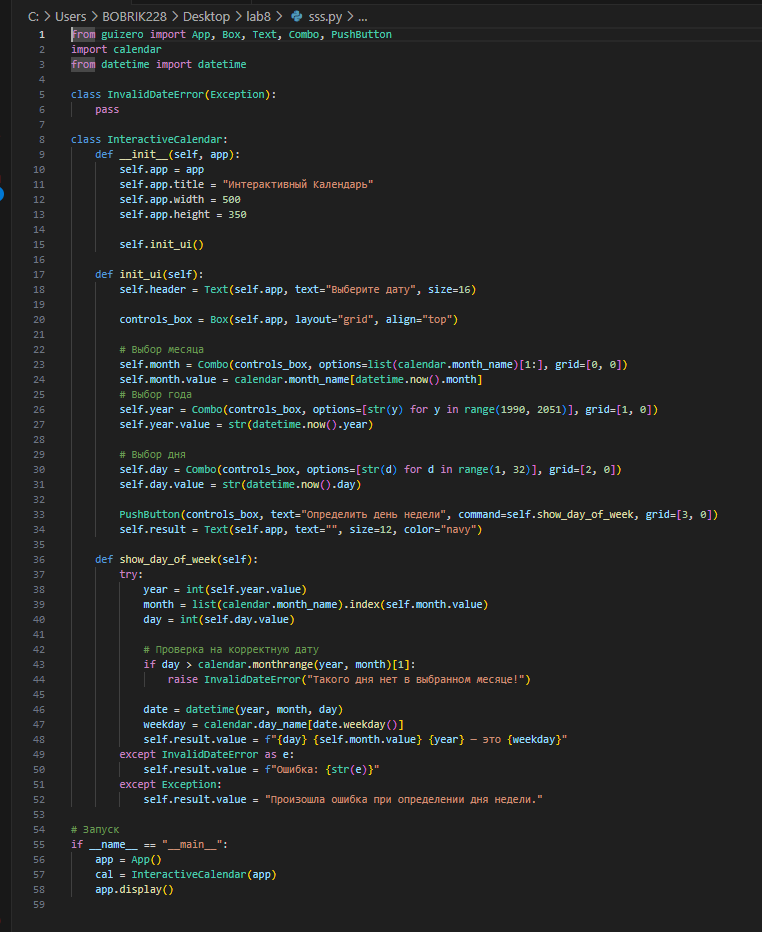 C: > Users > BOBRIK228 > Desktop > lab8 > sss.py > ...
1 from guizero import App, Box, Text, Combo, PushButton
2 import calendar
3 from datetime import datetime
4
5 class InvalidDateError(Exception):
6     pass
7
8 class InteractiveCalendar:
9     def __init__(self, app):
10         self.app = app
11         self.app.title = "Интерактивный Календарь"
12         self.app.width = 500
13         self.app.height = 350
14
15         self.init_ui()
16
17     def init_ui(self):
18         self.header = Text(self.app, text="Выберите дату", size=16)
19
20         controls_box = Box(self.app, layout="grid", align="top")
21
22         # Выбор месяца
23         self.month = Combo(controls_box, options=list(calendar.month_name)[1:], grid=[0, 0])
24         self.month.value = calendar.month_name[datetime.now().month]
25         # Выбор года
26         self.year = Combo(controls_box, options=[str(y) for y in range(1990, 2051)], grid=[1, 0])
27         self.year.value = str(datetime.now().year)
28
29         # Выбор дня
30         self.day = Combo(controls_box, options=[str(d) for d in range(1, 32)], grid=[2, 0])
31         self.day.value = str(datetime.now().day)
32
33         PushButton(controls_box, text="Определить день недели", command=self.show_day_of_week, grid=[3, 0])
34         self.result = Text(self.app, text="", size=12, color="navy")
35
36     def show_day_of_week(self):
37         try:
38             year = int(self.year.value)
39             month = list(calendar.month_name).index(self.month.value)
40             day = int(self.day.value)
41
42             # Проверка на корректную дату
43             if day > calendar.monthrange(year, month)[1]:
44                 raise InvalidDateError("Такого дня нет в выбранном месяце!")
45
46             date = datetime(year, month, day)
47             weekday = calendar.day_name[date.weekday()]
48             self.result.value = f"{day} {self.month.value} {year} — это {weekday}"
49         except InvalidDateError as e:
50             self.result.value = f"Ошибка: {str(e)}"
51         except Exception:
52             self.result.value = "Произошла ошибка при определении дня недели."
53
54 # Запуск
55 if __name__ == "__main__":
56     app = App()
57     cal = InteractiveCalendar(app)
58     app.display()
59